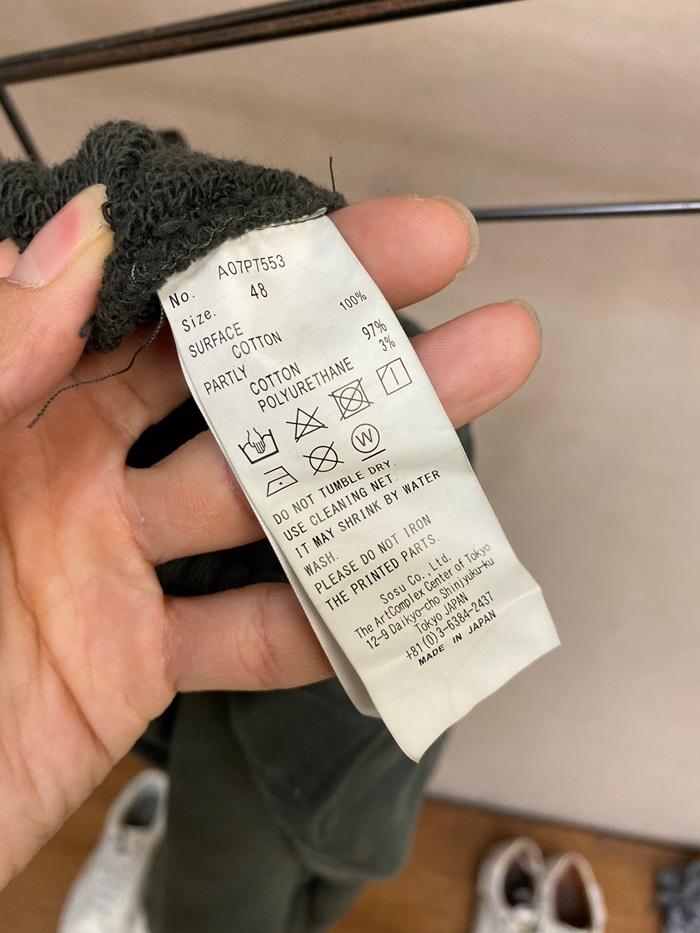 No. A07PT553
Size. 48
SURFACE
COTTON 100%
PARTLY
COTTON 97%
POLYURETHANE 3%
W
DO NOT TUMBLE DRY.
USE CLEANING NET.
IT MAY SHRINK BY WATER
WASH.
PLEASE DO NOT IRON
THE PRINTED PARTS.
Sosu Co., Ltd.
The ArtComplex Center of Tokyo
12-9 Daikyo-cho Shinjyuku-ku
Tokyo JAPAN
+81(0)3-6384-2437
MADE IN JAPAN